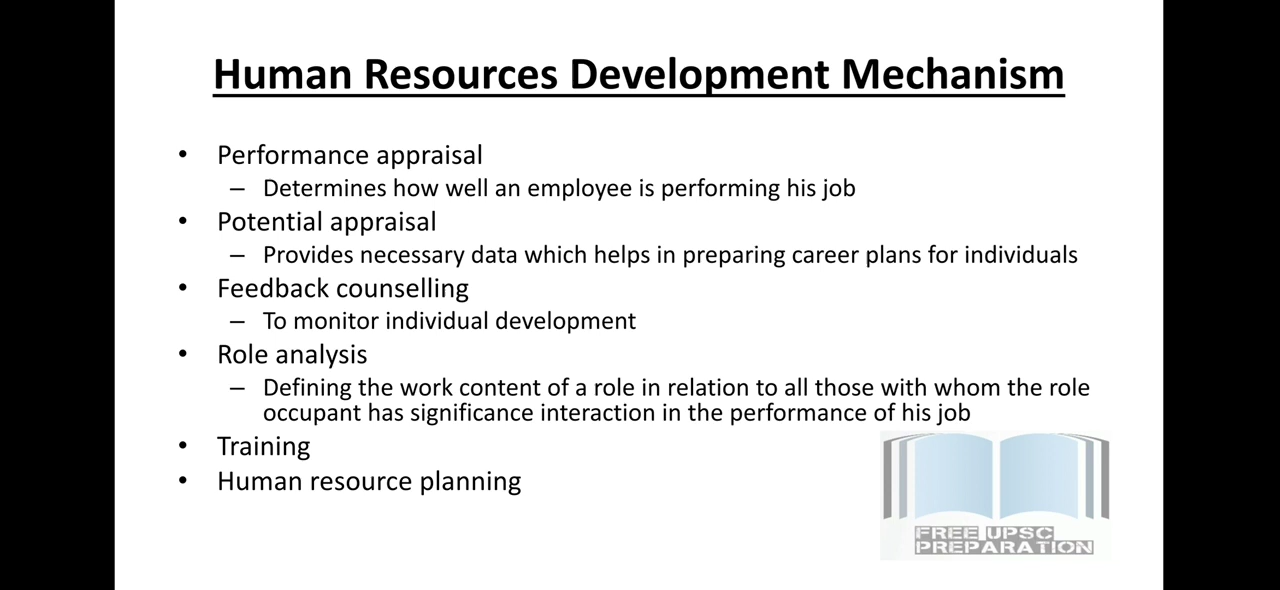 Human Resources Development Mechanism
• Performance appraisal
– Determines how well an employee is performing his job
• Potential appraisal
– Provides necessary data which helps in preparing career plans for individuals
• Feedback counselling
– To monitor individual development
• Role analysis
– Defining the work content of a role in relation to all those with whom the role
occupant has significance interaction in the performance of his job
• Training
• Human resource planning
FREE UPSC
PREPARATION